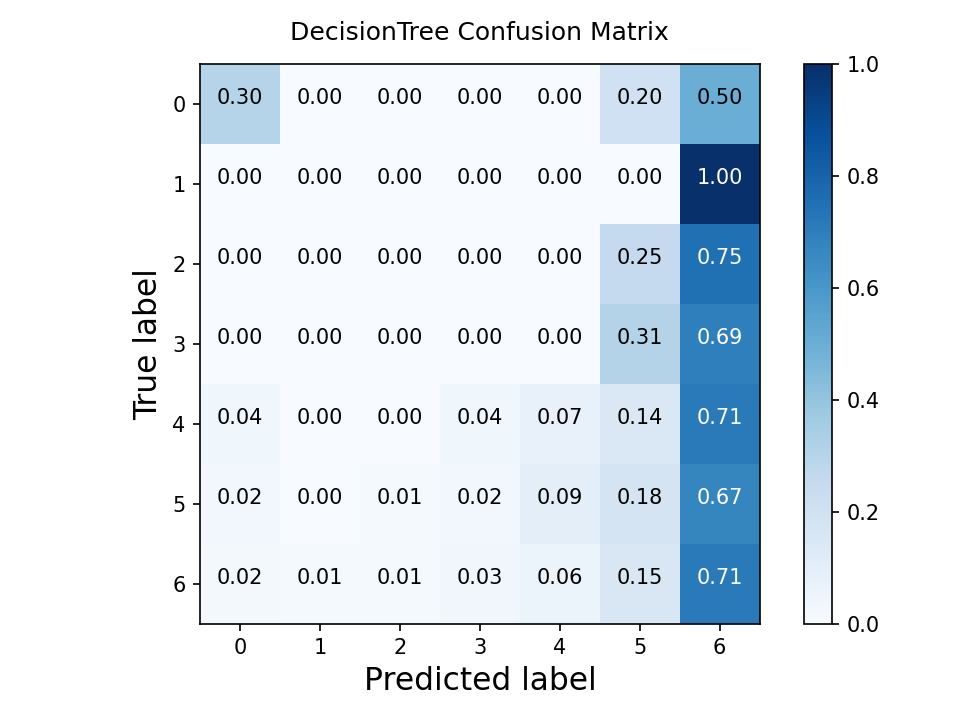 DecisionTree Confusion Matrix
0 0.30 0.00 0.00 0.00 0.00 0.20 0.50
1 0.00 0.00 0.00 0.00 0.00 0.00 1.00
2 0.00 0.00 0.00 0.00 0.00 0.25 0.75
3 0.00 0.00 0.00 0.00 0.00 0.31 0.69
4 0.04 0.00 0.00 0.04 0.07 0.14 0.71
5 0.02 0.00 0.01 0.02 0.09 0.18 0.67
6 0.02 0.01 0.01 0.03 0.06 0.15 0.71
0 1 2 3 4 5 6
Predicted label
True label
1.0
0.8
0.6
0.4
0.2
0.0